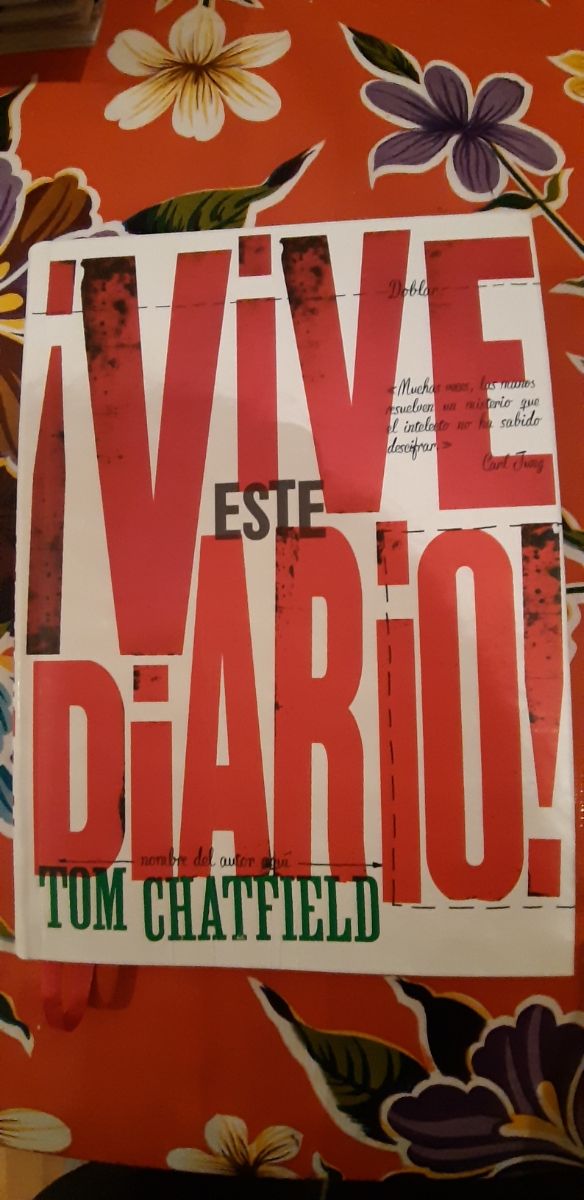 ¡ViVE
Doblar
«Muchas veces, las manos
resuelven un misterio que
el intelecto no ha sabido
descifrar.»
Carl Jung
ESTE
DiARiO!
nombre del autor aquí
TOM CHATFIELD